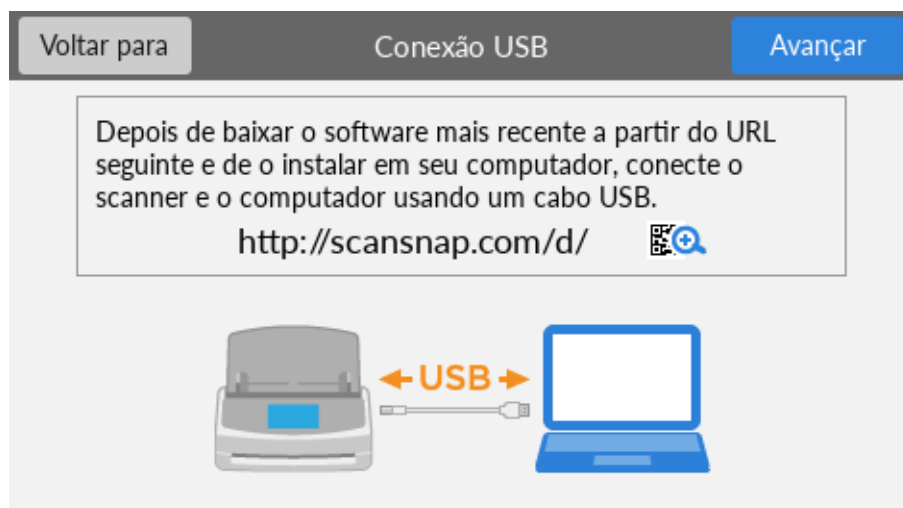 Voltar para
Conexão USB
Avançar
Depois de baixar o software mais recente a partir do URL
seguinte e de o instalar em seu computador, conecte o
scanner e o computador usando um cabo USB.
http://scansnap.com/d/
USB